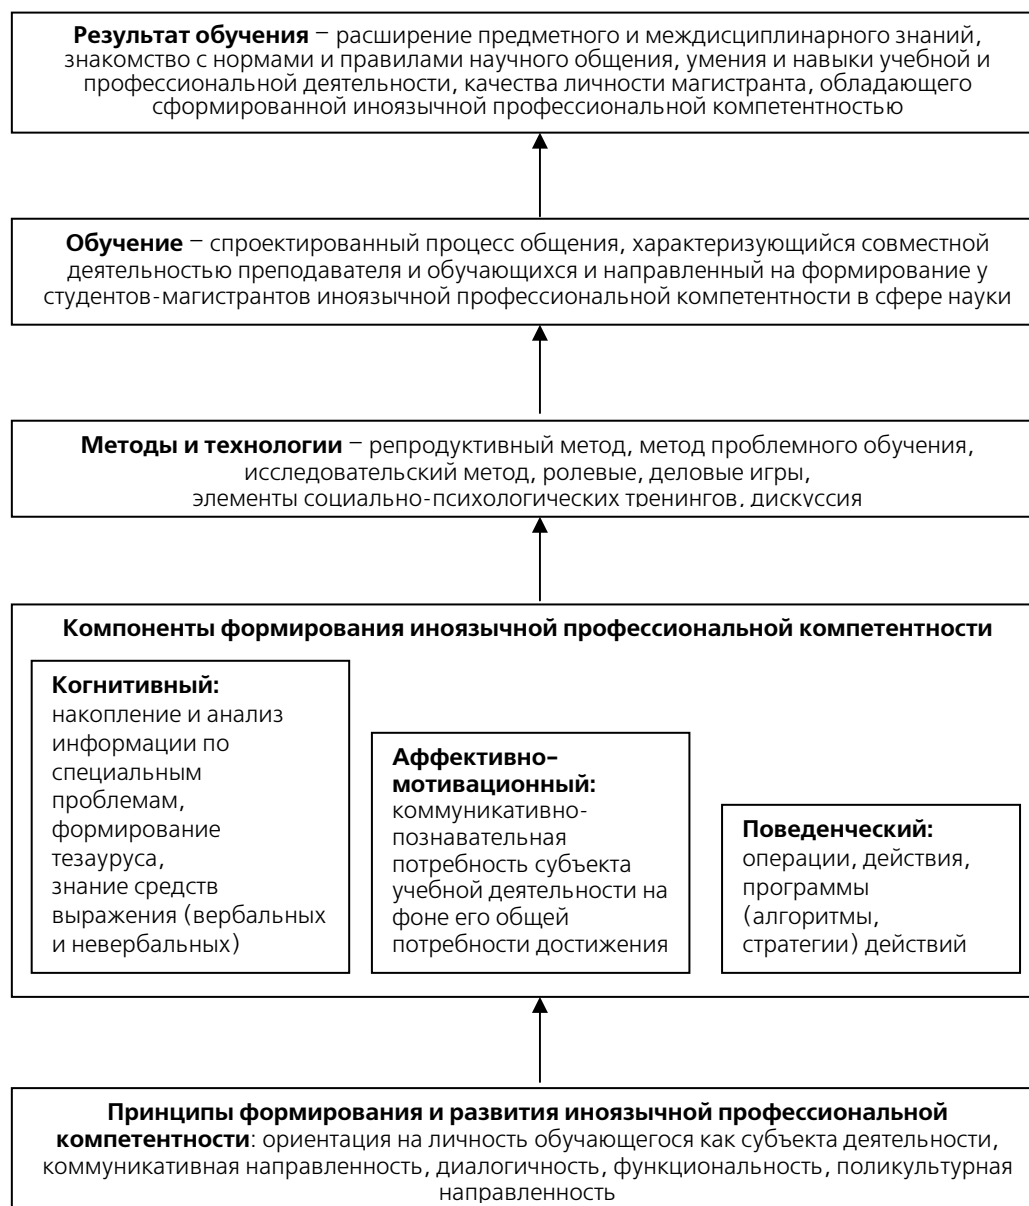 Результат обучения – расширение предметного и междисциплинарного знаний,
знакомство с нормами и правилами научного общения, умения и навыки учебной и
профессиональной деятельности, качества личности магистранта, обладающего
сформированной иноязычной профессиональной компетентностью
Обучение – спроектированный процесс общения, характеризующийся совместной
деятельностью преподавателя и обучающихся и направленный на формирование у
студентов-магистрантов иноязычной профессиональной компетентности в сфере науки
Методы и технологии – репродуктивный метод, метод проблемного обучения,
исследовательский метод, ролевые, деловые игры,
элементы социально-психологических тренингов, дискуссия
Компоненты формирования иноязычной профессиональной компетентности
Когнитивный:
накопление и анализ
информации по
специальным
проблемам,
формирование
тезауруса,
знание средств
выражения (вербальных
и невербальных)
Аффективно–
мотивационный:
коммуникативно-
познавательная
потребность субъекта
учебной деятельности на
фоне его общей
потребности достижения
Поведенческий:
операции, действия,
программы
(алгоритмы,
стратегии) действий
Принципы формирования и развития иноязычной профессиональной
компетентности: ориентация на личность обучающегося как субъекта деятельности,
коммуникативная направленность, диалогичность, функциональность, поликультурная
направленность